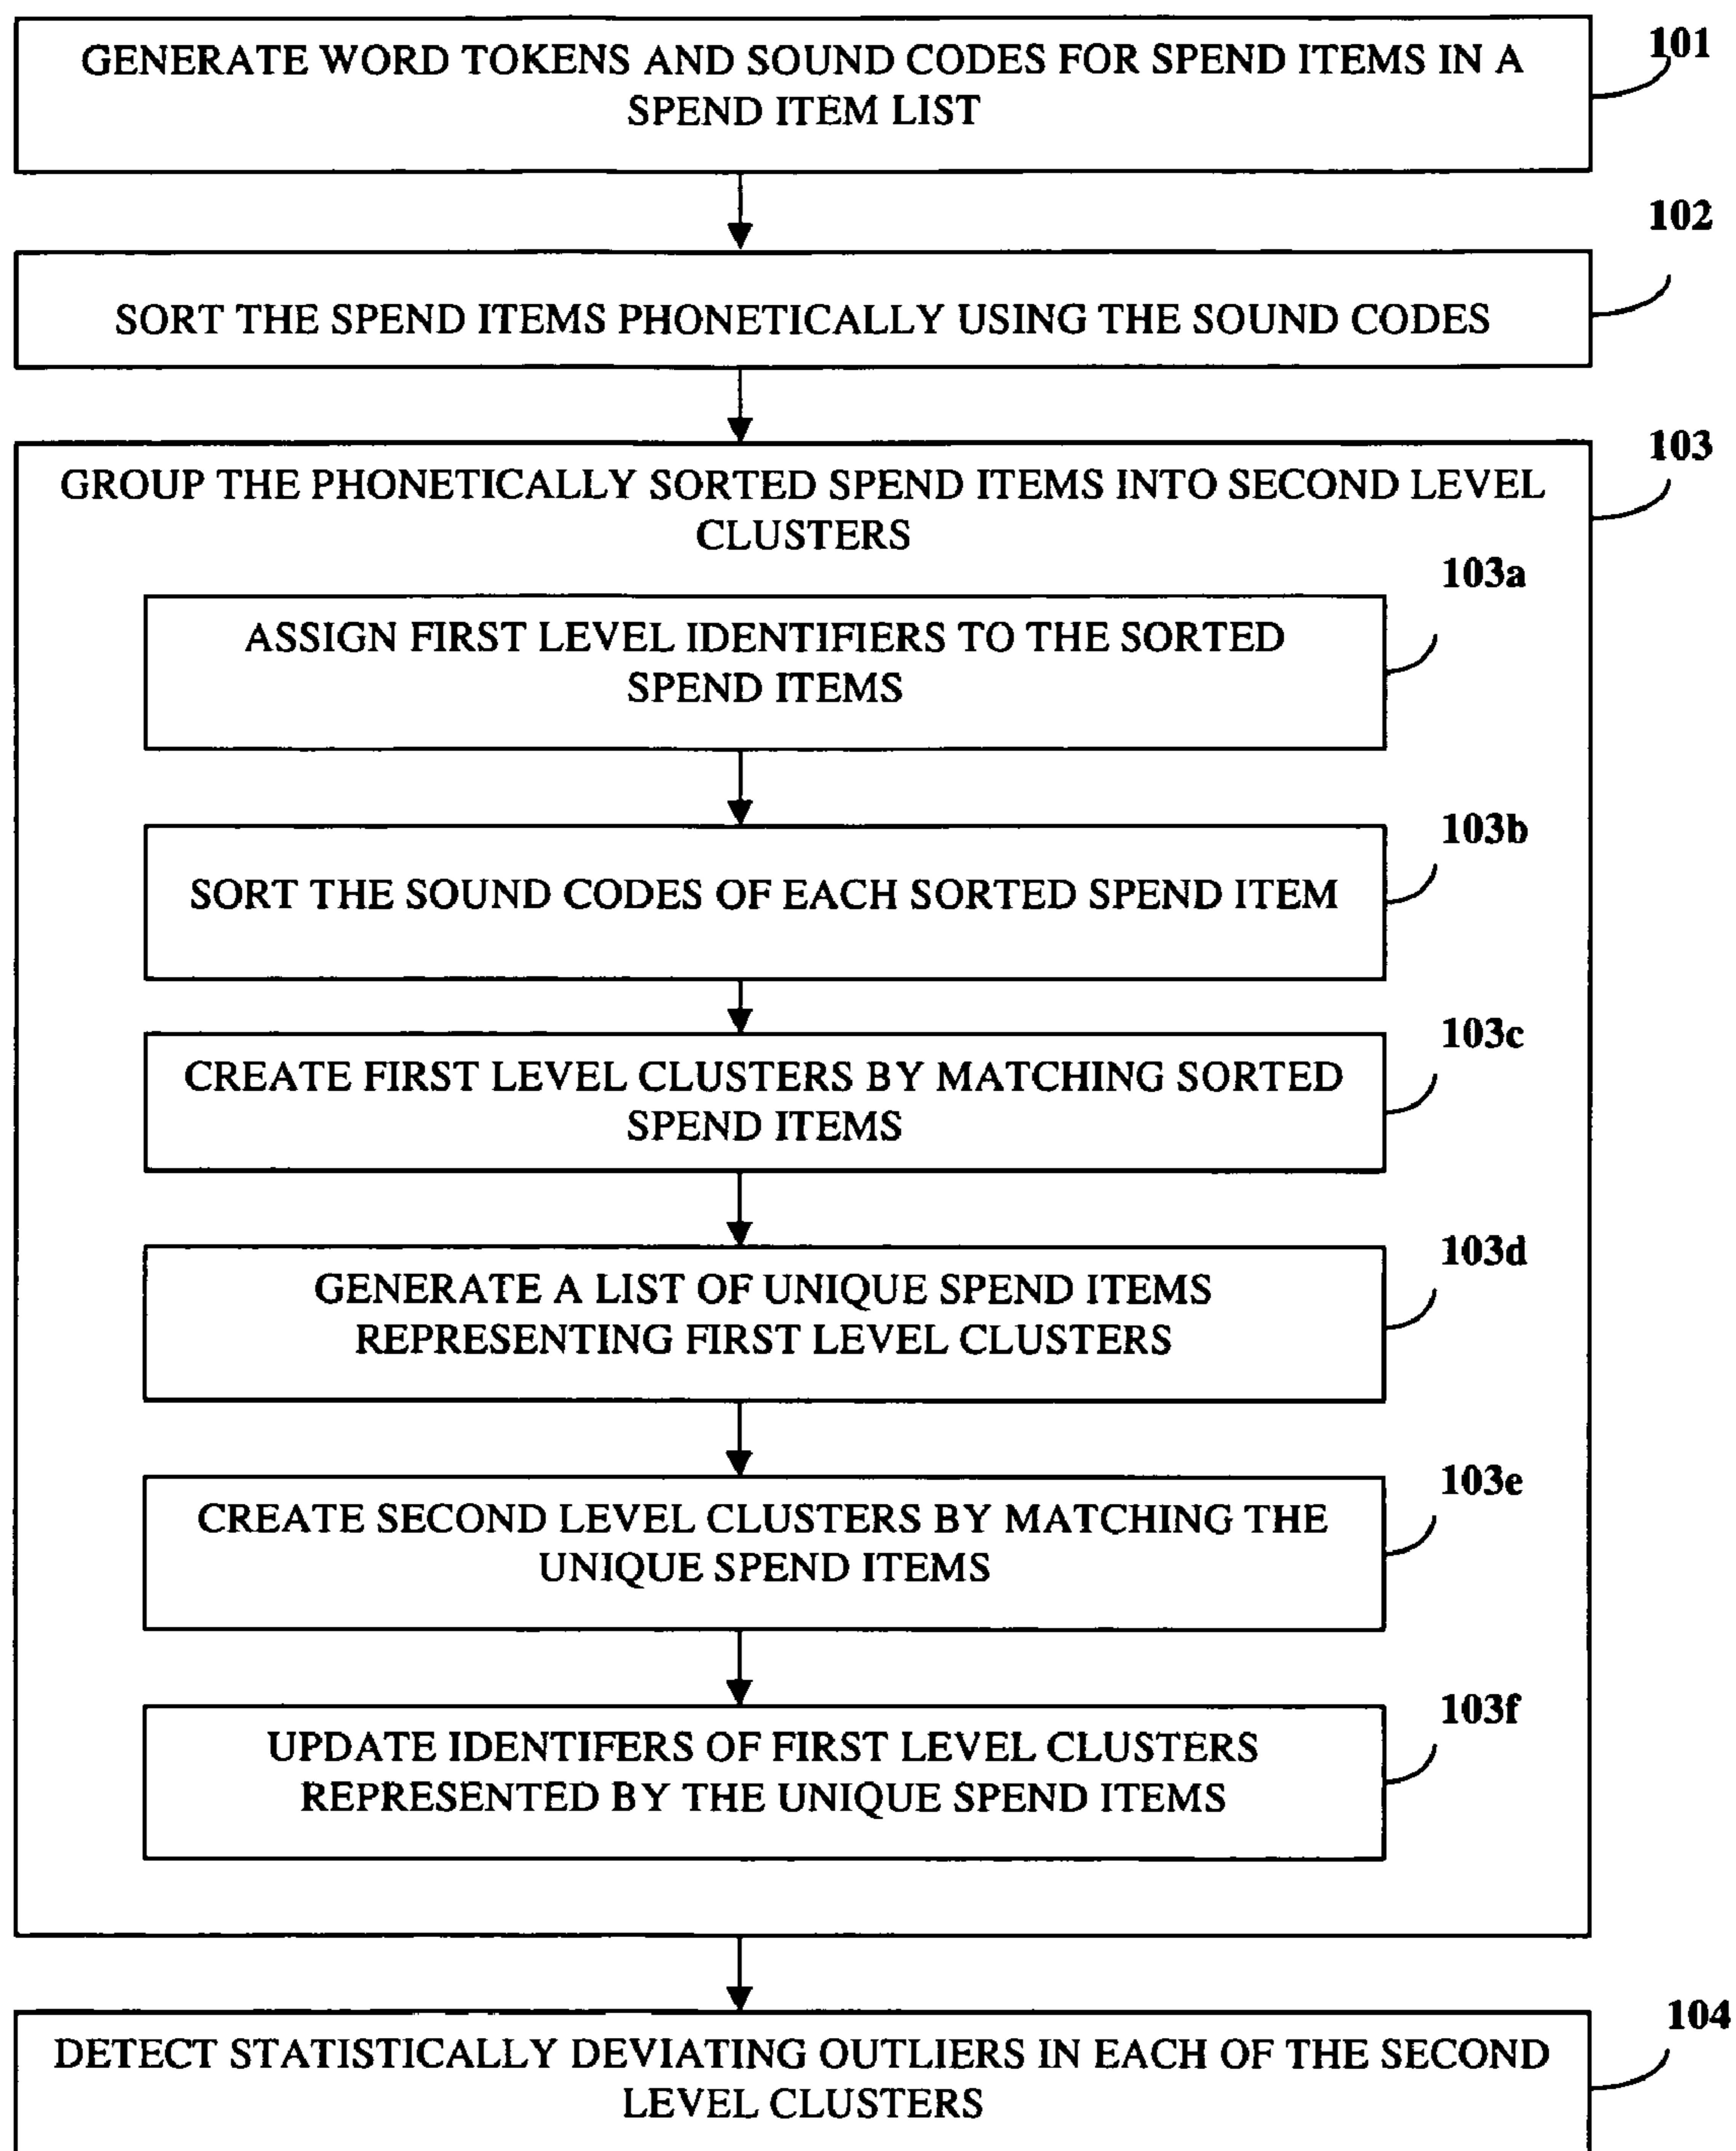 GENERATE WORD TOKENS AND SOUND CODES FOR SPEND ITEMS IN A
SPEND ITEM LIST
101
102
SORT THE SPEND ITEMS PHONETICALLY USING THE SOUND CODES
103
GROUP THE PHONETICALLY SORTED SPEND ITEMS INTO SECOND LEVEL
CLUSTERS
103a
ASSIGN FIRST LEVEL IDENTIFIERS TO THE SORTED
SPEND ITEMS
103b
SORT THE SOUND CODES OF EACH SORTED SPEND ITEM
103c
CREATE FIRST LEVEL CLUSTERS BY MATCHING SORTED
SPEND ITEMS
103d
GENERATE A LIST OF UNIQUE SPEND ITEMS
REPRESENTING FIRST LEVEL CLUSTERS
103e
CREATE SECOND LEVEL CLUSTERS BY MATCHING THE
UNIQUE SPEND ITEMS
103f
UPDATE IDENTIFERS OF FIRST LEVEL CLUSTERS
REPRESENTED BY THE UNIQUE SPEND ITEMS
104
DETECT STATISTICALLY DEVIATING OUTLIERS IN EACH OF THE SECOND
LEVEL CLUSTERS